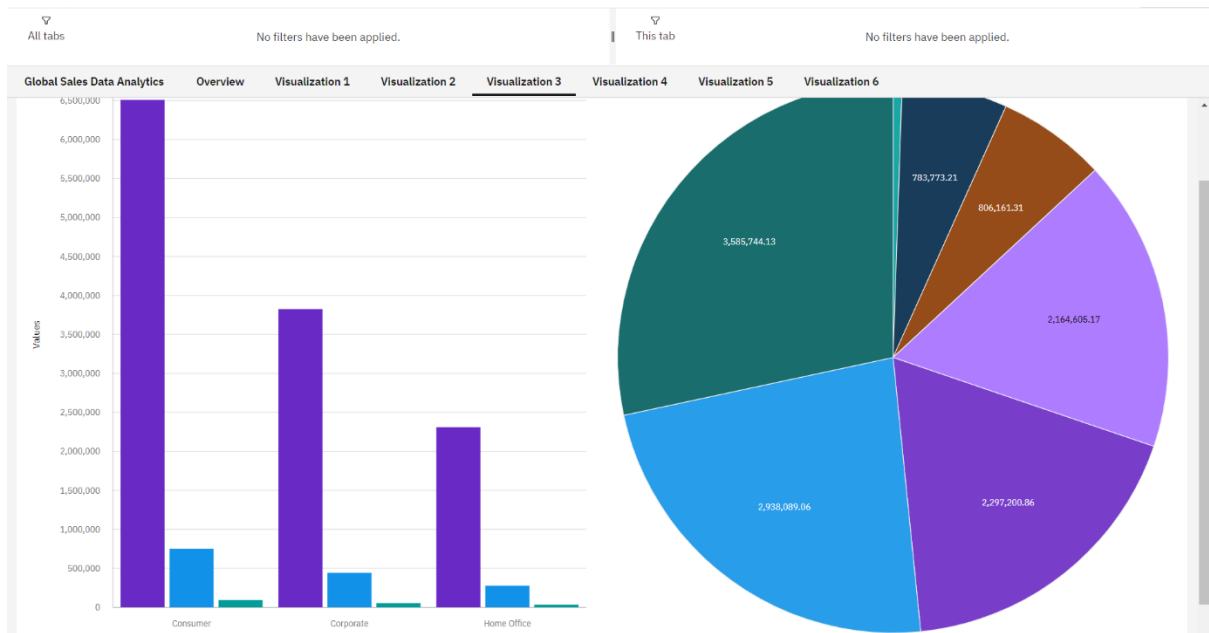 All tabs
No filters have been applied.
This tab
No filters have been applied.
Global Sales Data Analytics Overview Visualization 1 Visualization 2 Visualization 3 Visualization 4 Visualization 5 Visualization 6
6,500,000
6,000,000
5,500,000
5,000,000
4,500,000
4,000,000
3,500,000
3,000,000
2,500,000
2,000,000
1,500,000
1,000,000
500,000
0
Values
Consumer Corporate Home Office
783,773.21
806,161.31
3,585,744.13
2,164,605.17
2,938,089.06
2,297,200.86